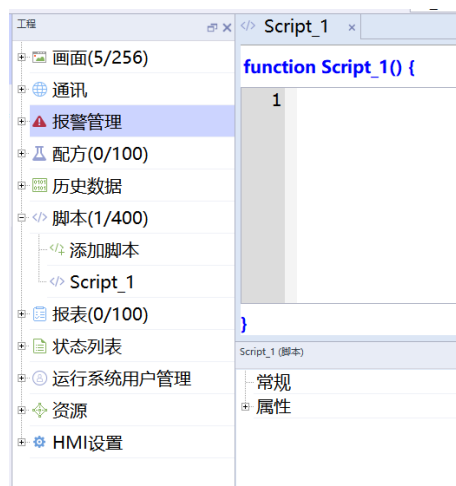 工程
画面(5/256)
通讯
报警管理
配方(0/100)
历史数据
脚本(1/400)
添加脚本
Script_1
报表(0/100)
状态列表
运行系统用户管理
资源
HMI设置
Script_1 ×
function Script_1() {
1
}
Script_1 (脚本)
常规
属性